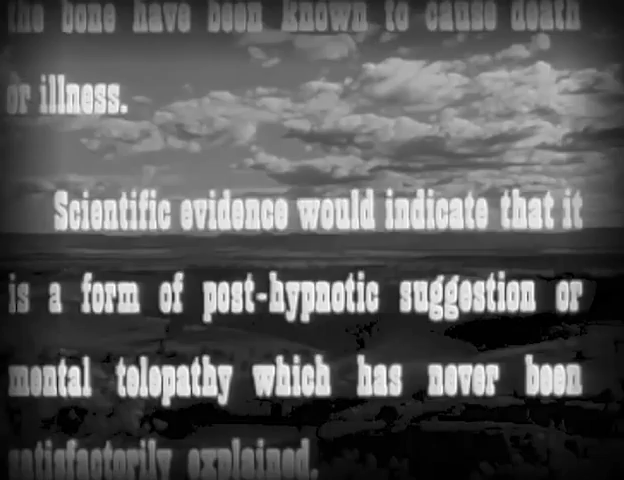 the bone have been known to cause death
or illness.
Scientific evidence would indicate that it
is a form of post-hypnotic suggestion or
mental telepathy which has never been
satisfactorily explained.